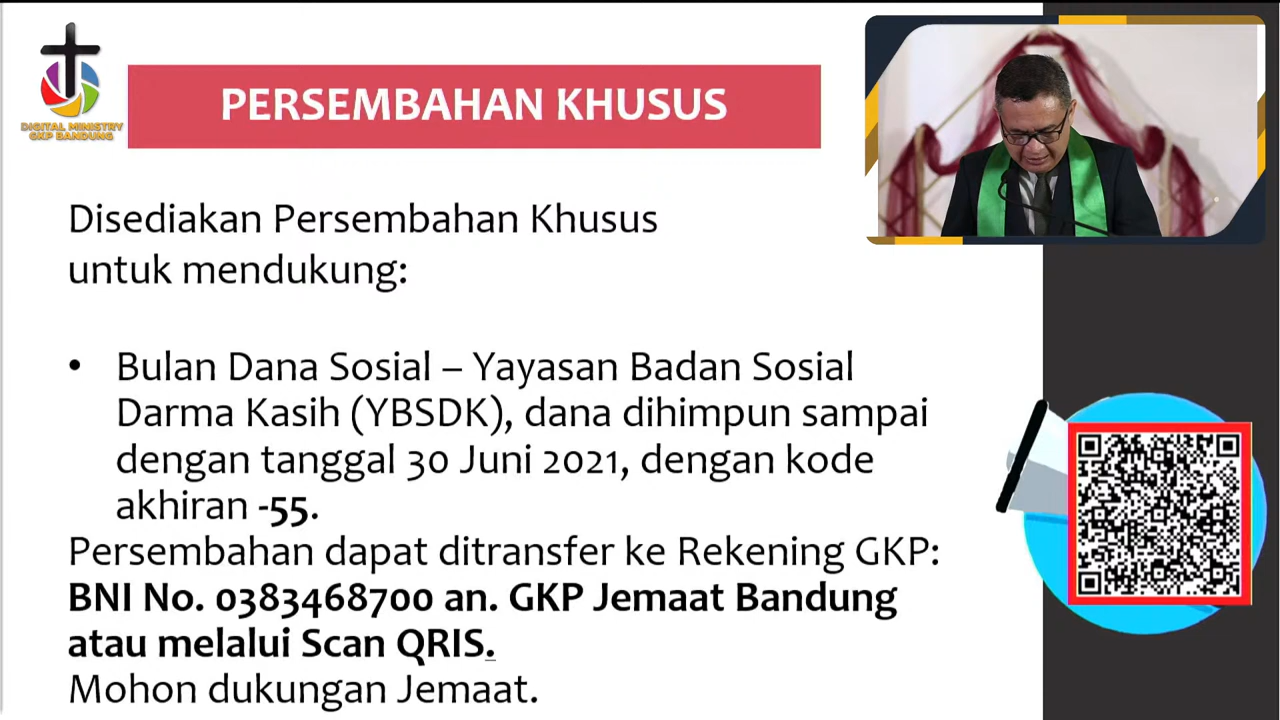 DIGITAL MINISTRY
GKP BANDUNG
PERSEMBAHAN KHUSUS
Disediakan Persembahan Khusus
untuk mendukung:
• Bulan Dana Sosial – Yayasan Badan Sosial
Darma Kasih (YBSDK), dana dihimpun sampai
dengan tanggal 30 Juni 2021, dengan kode
akhiran -55.
Persembahan dapat ditransfer ke Rekening GKP:
BNI No. 0383468700 an. GKP Jemaat Bandung
atau melalui Scan QRIS.
Mohon dukungan Jemaat.